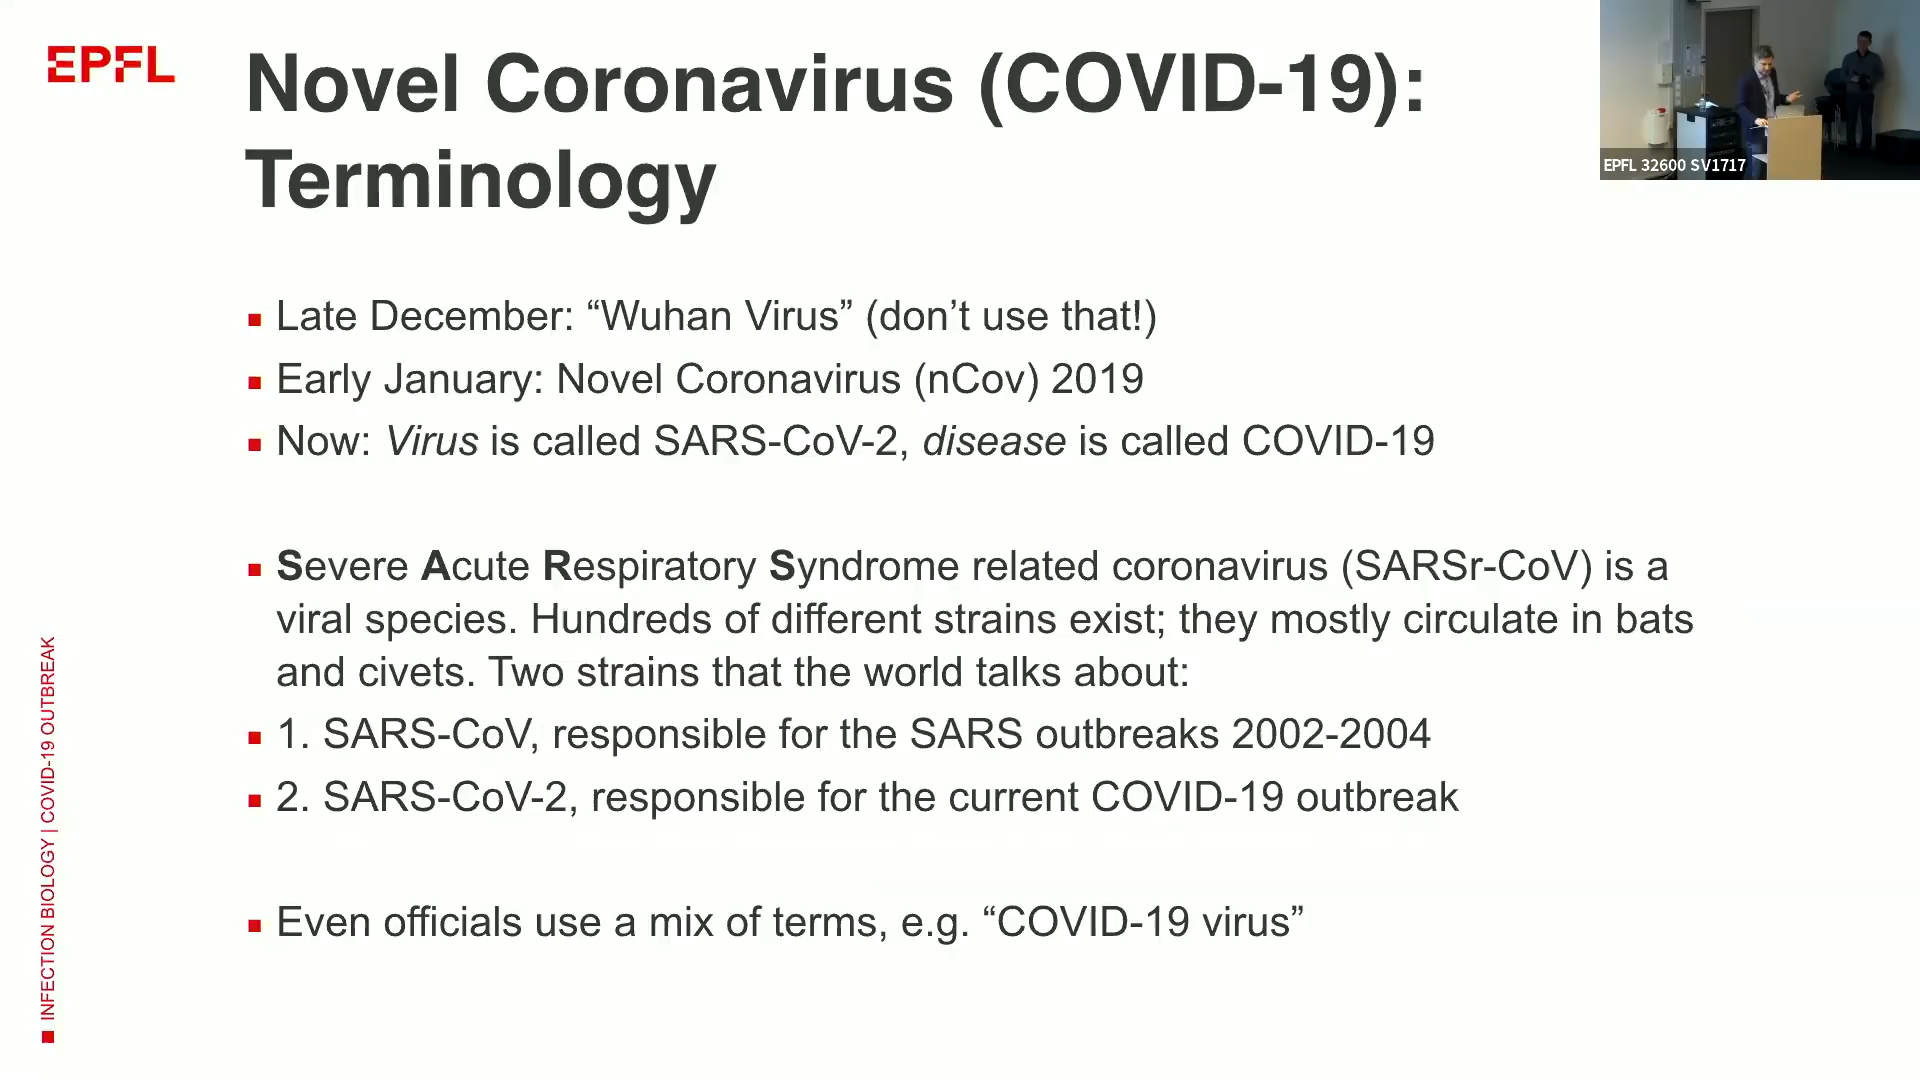 EPFL
Novel Coronavirus (COVID-19):
Terminology
EPFL 32600 SV1717
▪ Late December: “Wuhan Virus” (don’t use that!)
▪ Early January: Novel Coronavirus (nCov) 2019
▪ Now: Virus is called SARS-CoV-2, disease is called COVID-19
▪ Severe Acute Respiratory Syndrome related coronavirus (SARSr-CoV) is a
viral species. Hundreds of different strains exist; they mostly circulate in bats
and civets. Two strains that the world talks about:
▪ 1. SARS-CoV, responsible for the SARS outbreaks 2002-2004
▪ 2. SARS-CoV-2, responsible for the current COVID-19 outbreak
▪ Even officials use a mix of terms, e.g. “COVID-19 virus”
■ INFECTION BIOLOGY | COVID-19 OUTBREAK